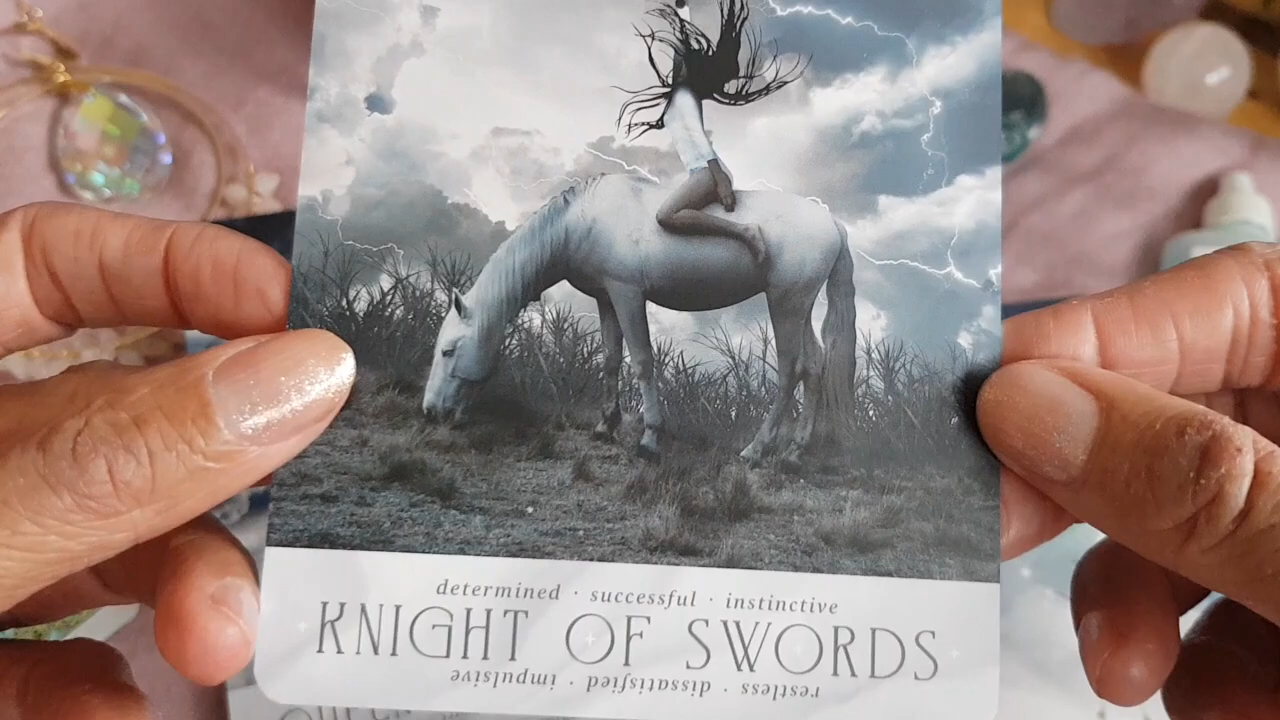 determined · successful · instinctive
KNIGHT OF SWORDS
restless · dissatisfied · impulsive